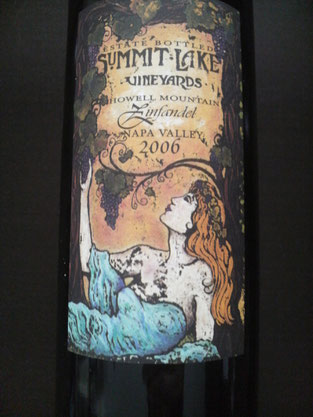 ESTATE BOTTLED
SUMMIT LAKE
VINEYARDS
HOWELL MOUNTAIN
Zinfandel
NAPA VALLEY
2006